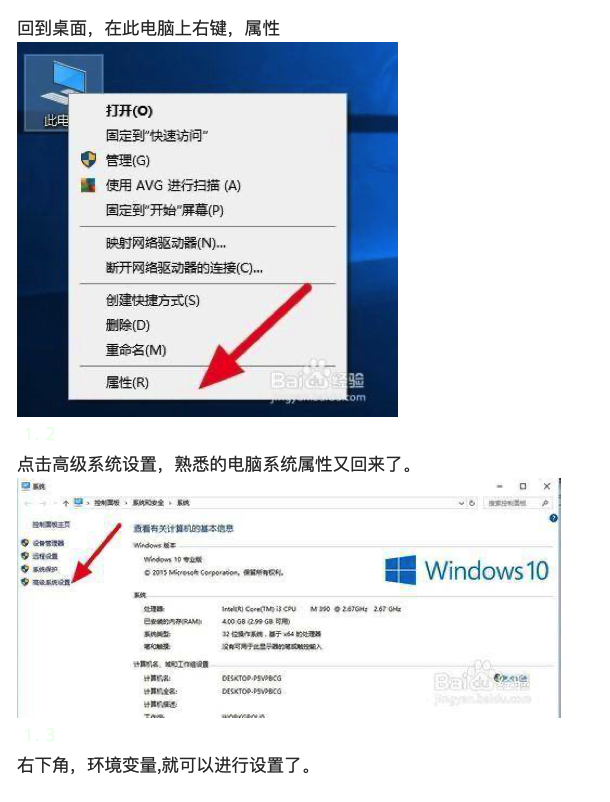 回到桌面，在此电脑上右键，属性
此电
打开(O)
固定到"快速访问"
管理(G)
使用 AVG 进行扫描 (A)
固定到"开始"屏幕(P)
映射网络驱动器(N)...
断开网络驱动器的连接(C)...
创建快捷方式(S)
删除(D)
重命名(M)
属性(R)
Baidu经验
jingyan.baidu.com
1.2
点击高级系统设置，熟悉的电脑系统属性又回来了。
系统
控制面板 › 系统和安全 › 系统
搜索控制面板
控制面板主页
设备管理器
远程设置
系统保护
高级系统设置
查看有关计算机的基本信息
Windows 版本
Windows 10 专业版
© 2015 Microsoft Corporation。保留所有权利。
Windows 10
系统
处理器: Intel(R) Core(TM) i3 CPU M 390 @ 2.67GHz 2.67 GHz
已安装的内存(RAM): 4.00 GB (2.99 GB 可用)
系统类型: 32 位操作系统，基于 x64 的处理器
笔和触摸: 没有可用于此显示器的笔或触控输入
计算机名、域和工作组设置
计算机名: DESKTOP-P5VPBCG
计算机全名: DESKTOP-P5VPBCG
计算机描述:
工作组: WORKGROUP
Baidu经验
jingyan.baidu.com
1.3
右下角，环境变量,就可以进行设置了。